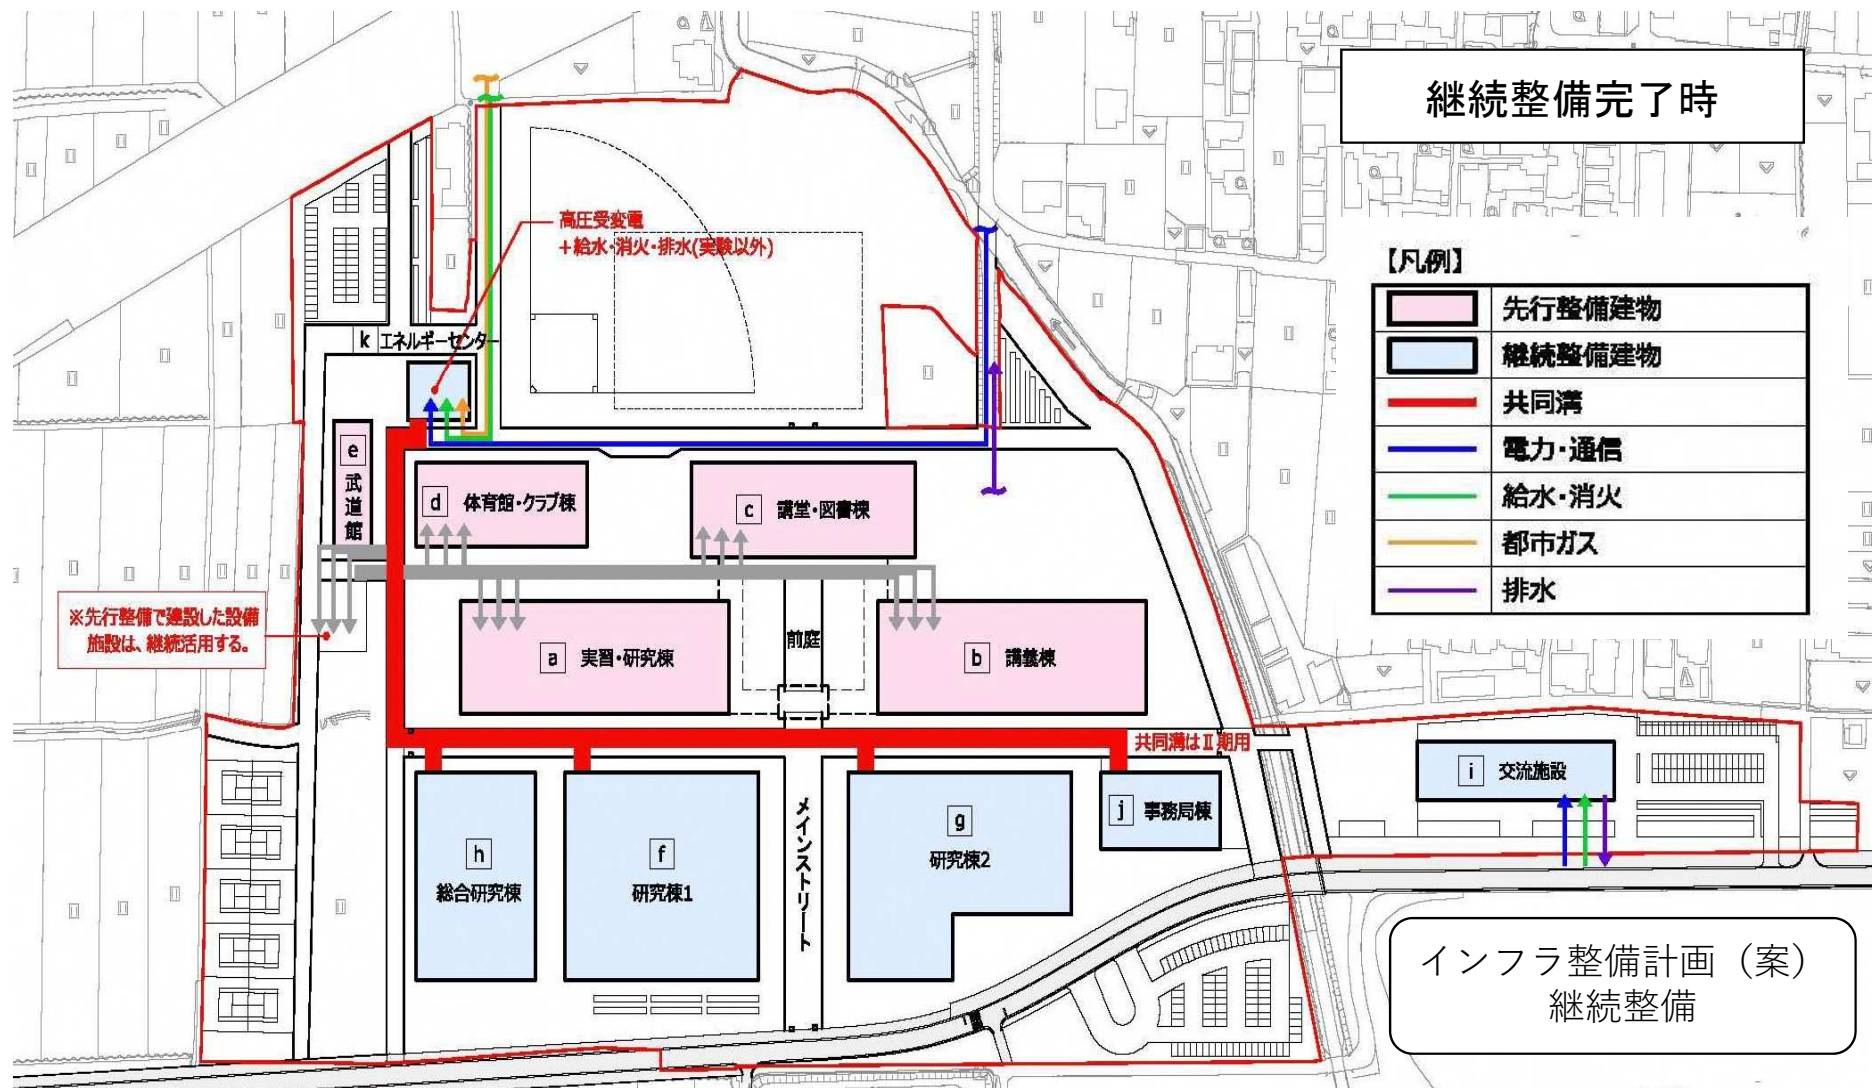 継続整備完了時
高圧受変電
+給水・消火・排水(実験以外)
【凡例】
先行整備建物
継続整備建物
共同溝
電力・通信
給水・消火
都市ガス
排水
k エネルギーセンター
e 武道館
d 体育館・クラブ棟
c 講堂・図書棟
※先行整備で建設した設備
施設は、継続活用する。
a 実習・研究棟
前庭
b 講義棟
共同溝はⅡ期用
i 交流施設
h
総合研究棟
f
研究棟1
メインストリート
g
研究棟2
j 事務局棟
インフラ整備計画（案）
継続整備